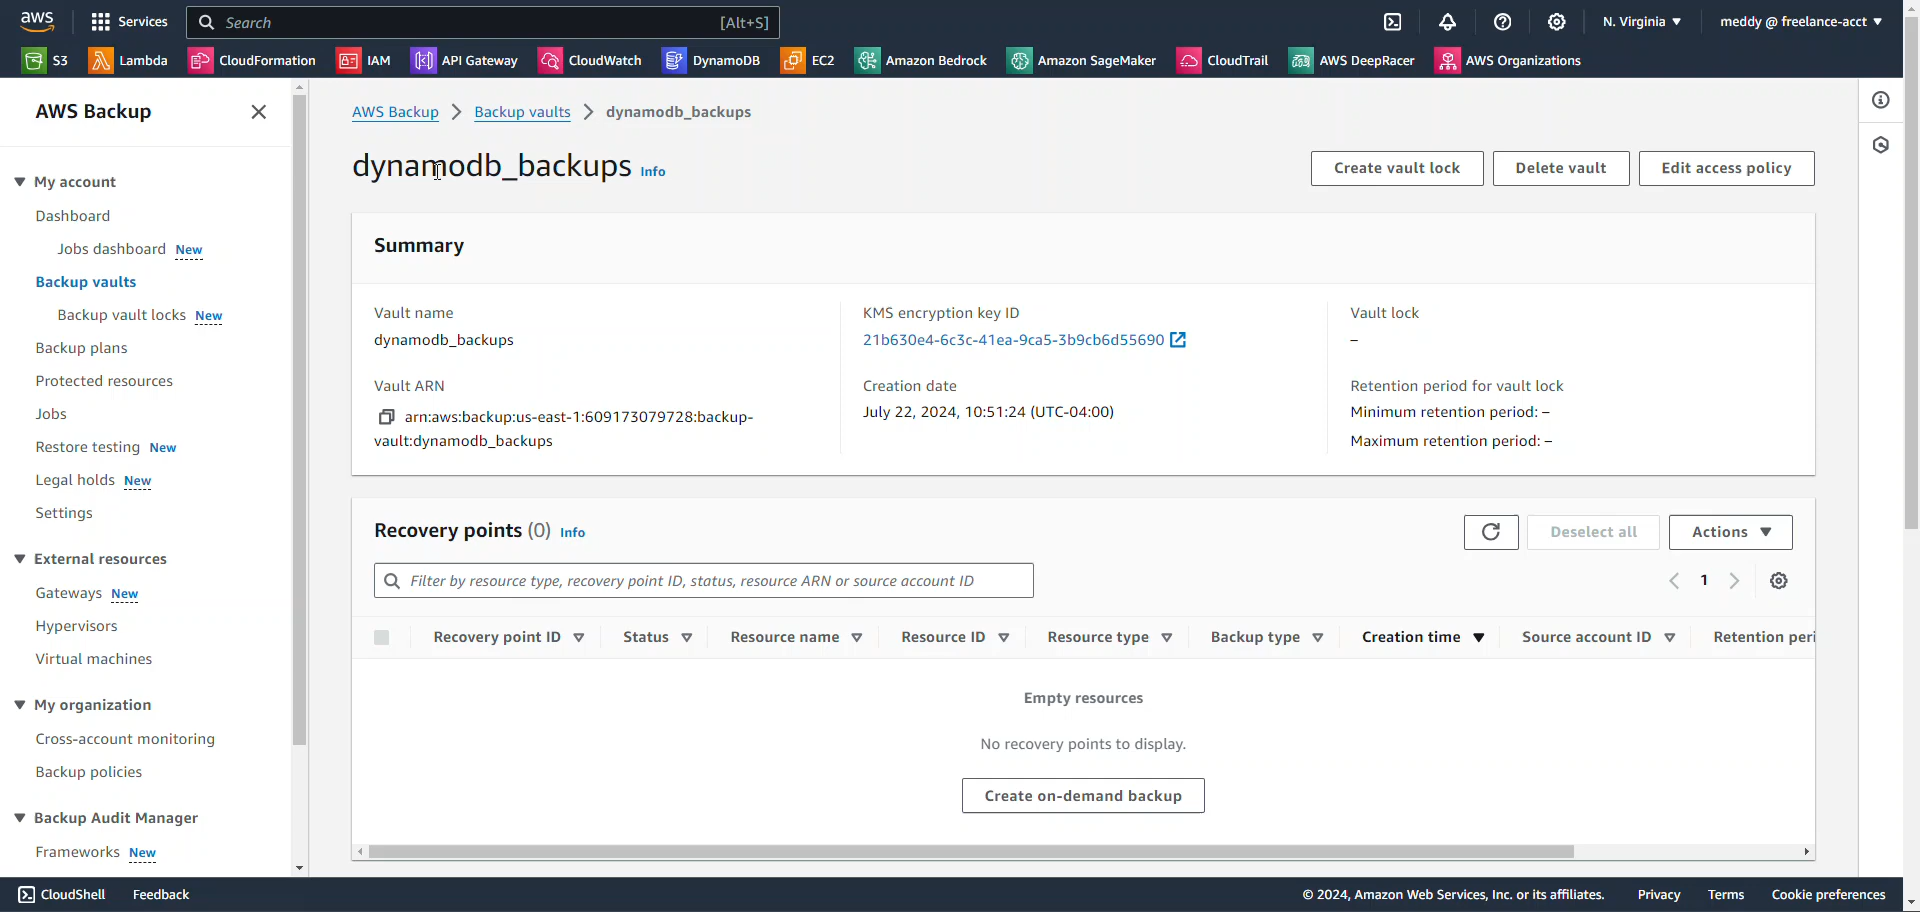 aws
Services
Search
[Alt+S]
N. Virginia
meddy @ freelance-acct
S3
Lambda
CloudFormation
IAM
API Gateway
CloudWatch
DynamoDB
EC2
Amazon Bedrock
Amazon SageMaker
CloudTrail
AWS DeepRacer
AWS Organizations
AWS Backup
My account
Dashboard
Jobs dashboard New
Backup vaults
Backup vault locks New
Backup plans
Protected resources
Jobs
Restore testing New
Legal holds New
Settings
External resources
Gateways New
Hypervisors
Virtual machines
My organization
Cross-account monitoring
Backup policies
Backup Audit Manager
Frameworks New
AWS Backup > Backup vaults > dynamodb_backups
dynamodb_backups Info
Create vault lock
Delete vault
Edit access policy
Summary
Vault name
dynamodb_backups
Vault ARN
arn:aws:backup:us-east-1:609173079728:backup-
vault:dynamodb_backups
KMS encryption key ID
21b630e4-6c3c-41ea-9ca5-3b9cb6d55690
Creation date
July 22, 2024, 10:51:24 (UTC-04:00)
Vault lock
–
Retention period for vault lock
Minimum retention period: –
Maximum retention period: –
Recovery points (0) Info
Deselect all
Actions
Filter by resource type, recovery point ID, status, resource ARN or source account ID
1
Recovery point ID
Status
Resource name
Resource ID
Resource type
Backup type
Creation time
Source account ID
Retention peri
Empty resources
No recovery points to display.
Create on-demand backup
CloudShell
Feedback
© 2024, Amazon Web Services, Inc. or its affiliates.
Privacy
Terms
Cookie preferences